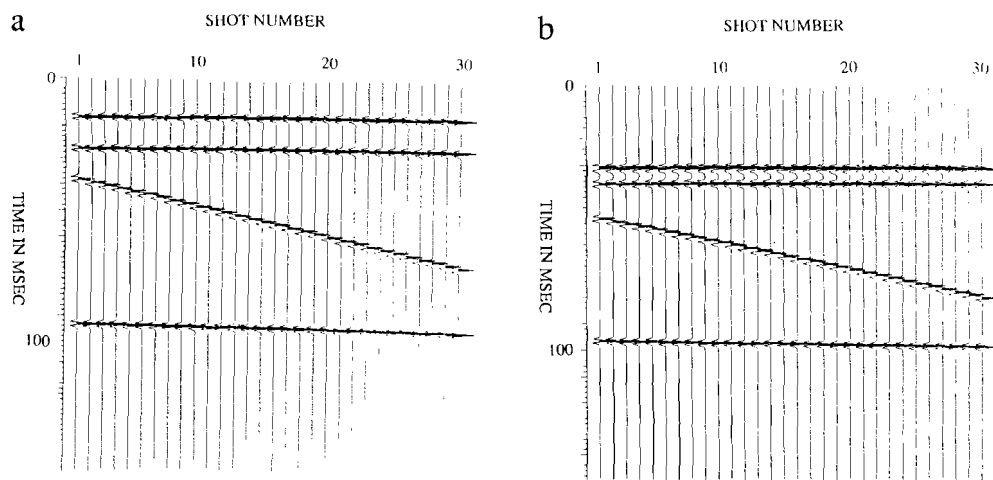 a
SHOT NUMBER
1 10 20 30
0
TIME IN MSEC
100
b
SHOT NUMBER
1 10 20 30
0
TIME IN MSEC
100